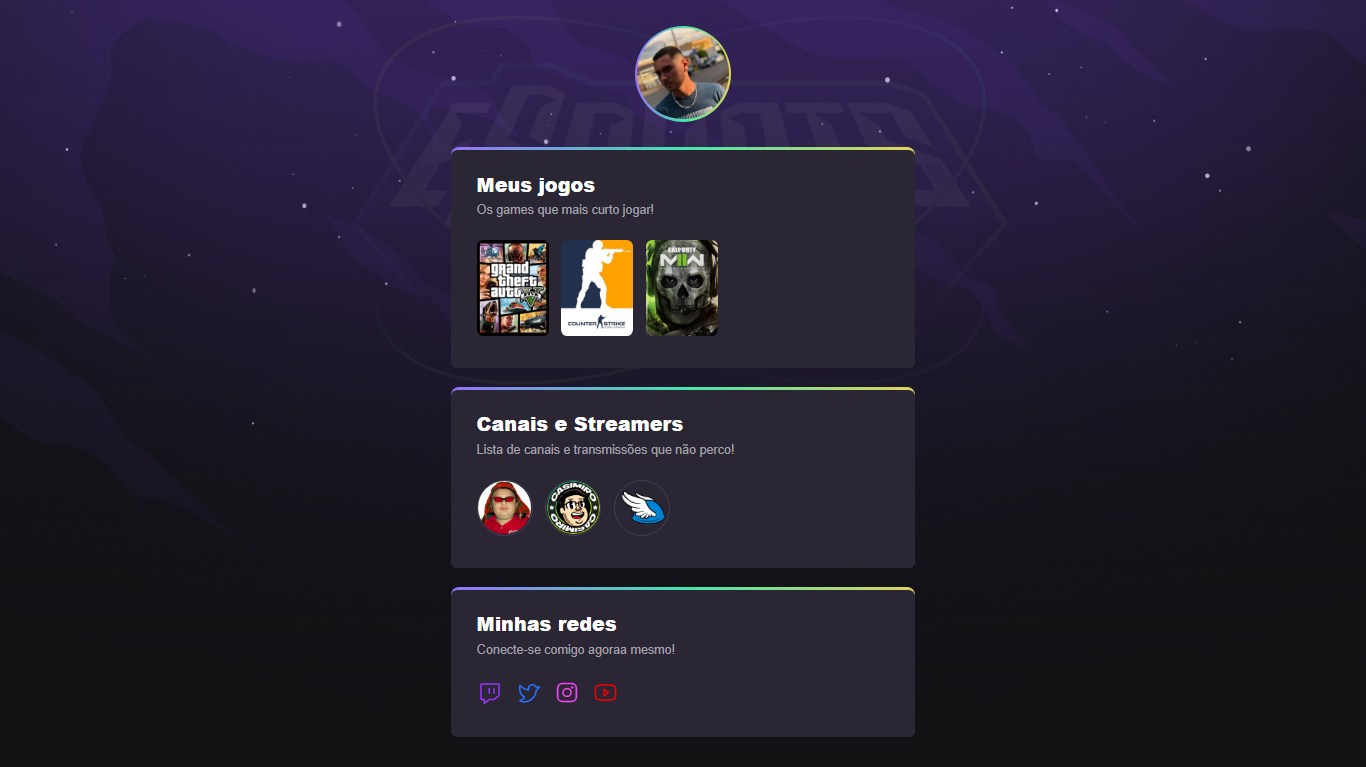 ESPORTS
Meus jogos
Os games que mais curto jogar!
grand
theft
auto
COUNTER STRIKE
CALL OF DUTY
MW
Canais e Streamers
Lista de canais e transmissões que não perco!
CASIMIRO
CASIMIRO
Minhas redes
Conecte-se comigo agoraa mesmo!